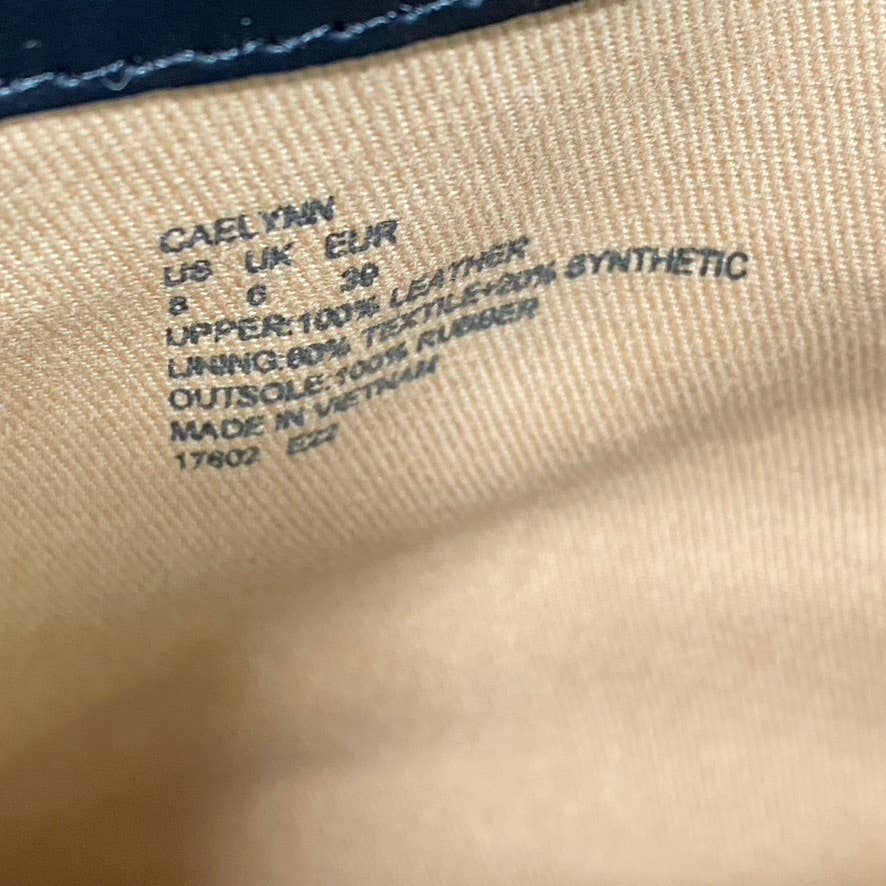 CAELYNN
US UK EUR
8 6 39
UPPER:100% LEATHER
LINING:80% TEXTILE+20% SYNTHETIC
OUTSOLE:100% RUBBER
MADE IN VIETNAM
17602 E22